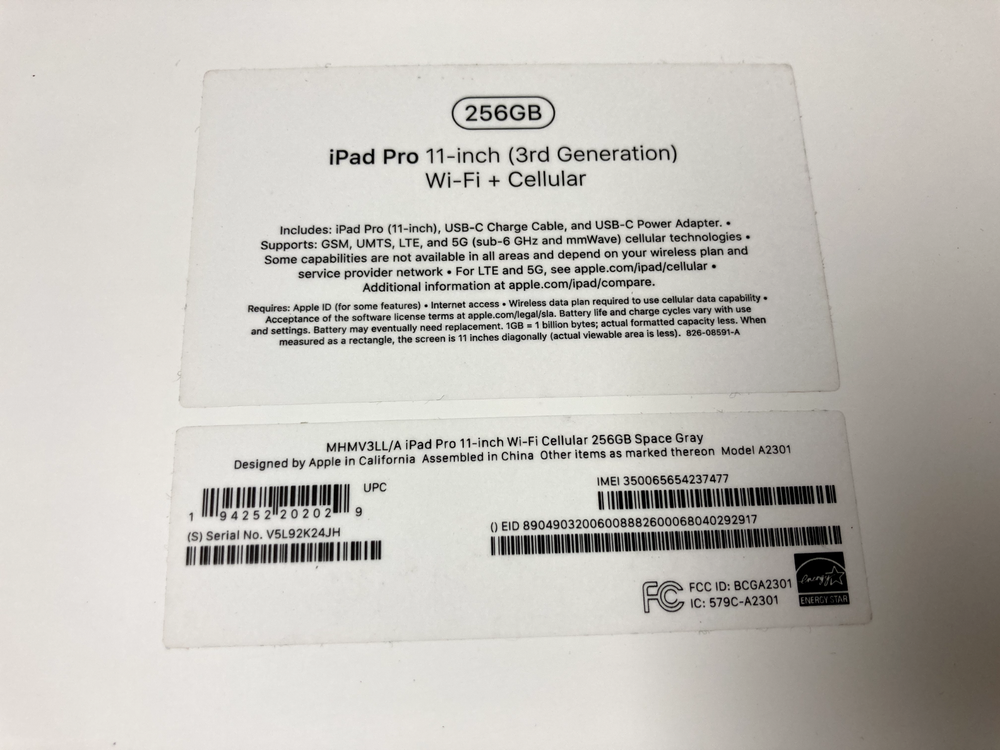 256GB
iPad Pro 11-inch (3rd Generation)
Wi-Fi + Cellular
Includes: iPad Pro (11-inch), USB-C Charge Cable, and USB-C Power Adapter. •
Supports: GSM, UMTS, LTE, and 5G (sub-6 GHz and mmWave) cellular technologies •
Some capabilities are not available in all areas and depend on your wireless plan and
service provider network • For LTE and 5G, see apple.com/ipad/cellular •
Additional information at apple.com/ipad/compare.
Requires: Apple ID (for some features) • Internet access • Wireless data plan required to use cellular data capability •
Acceptance of the software license terms at apple.com/legal/sla. Battery life and charge cycles vary with use
and settings. Battery may eventually need replacement. 1GB = 1 billion bytes; actual formatted capacity less. When
measured as a rectangle, the screen is 11 inches diagonally (actual viewable area is less). 826-08591-A
MHMV3LL/A iPad Pro 11-inch Wi-Fi Cellular 256GB Space Gray
Designed by Apple in California Assembled in China Other items as marked thereon Model A2301
UPC
1 94252 20202 9
(S) Serial No. V5L92K24JH
IMEI 350065654237477
() EID 89049032006008882600068040292917
FC FCC ID: BCGA2301
IC: 579C-A2301
energy
ENERGY STAR